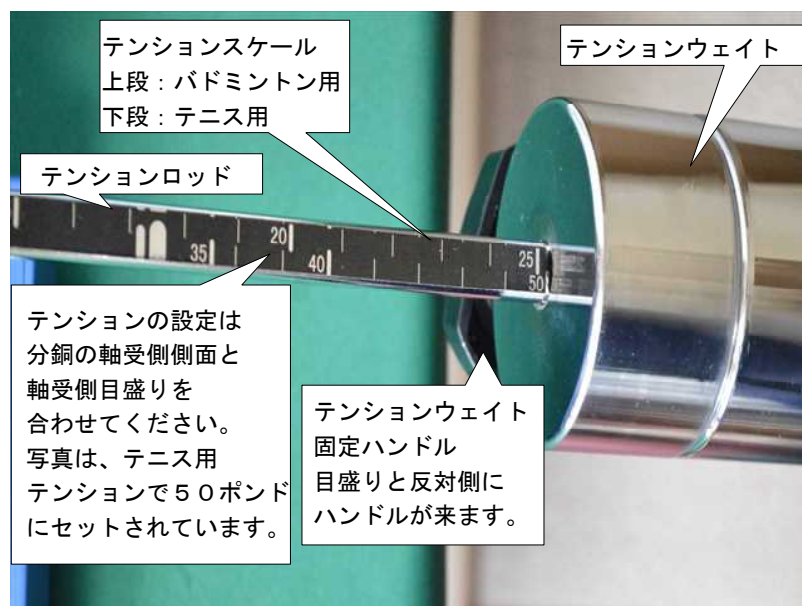 テンションスケール
上段：バドミントン用
下段：テニス用
テンションウェイト
テンションロッド
35
20
40
25
50
テンションの設定は
分銅の軸受側側面と
軸受側目盛りを
合わせてください。
写真は、テニス用
テンションで５０ポンド
にセットされています。
テンションウェイト
固定ハンドル
目盛りと反対側に
ハンドルが来ます。